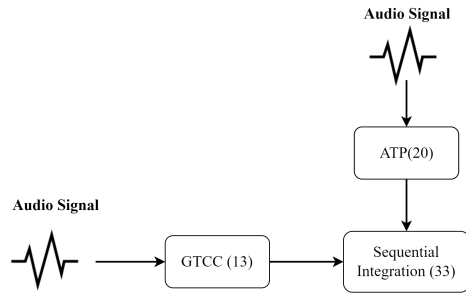 Audio Signal
ATP(20)
Audio Signal
GTCC (13)
Sequential
Integration (33)